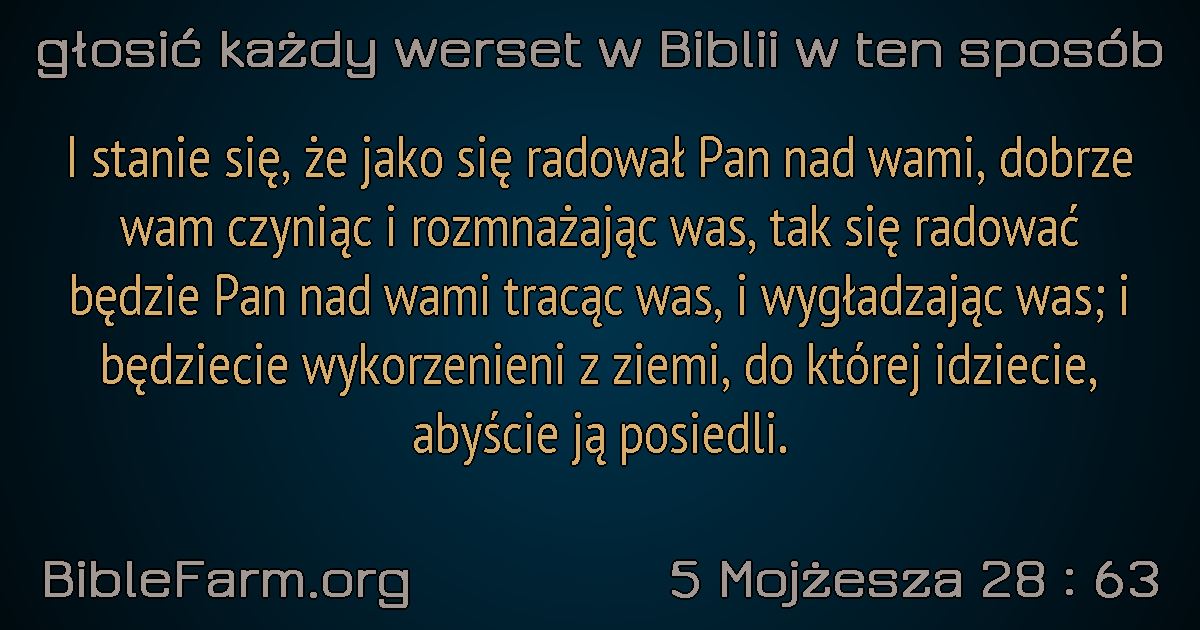 głosić każdy werset w Biblii w ten sposób
I stanie się, że jako się radował Pan nad wami, dobrze
wam czyniąc i rozmnażając was, tak się radować
będzie Pan nad wami tracąc was, i wygładzając was; i
będziecie wykorzenieni z ziemi, do której idziecie,
abyście ją posiedli.
BibleFarm.org
5 Mojżesza 28 : 63